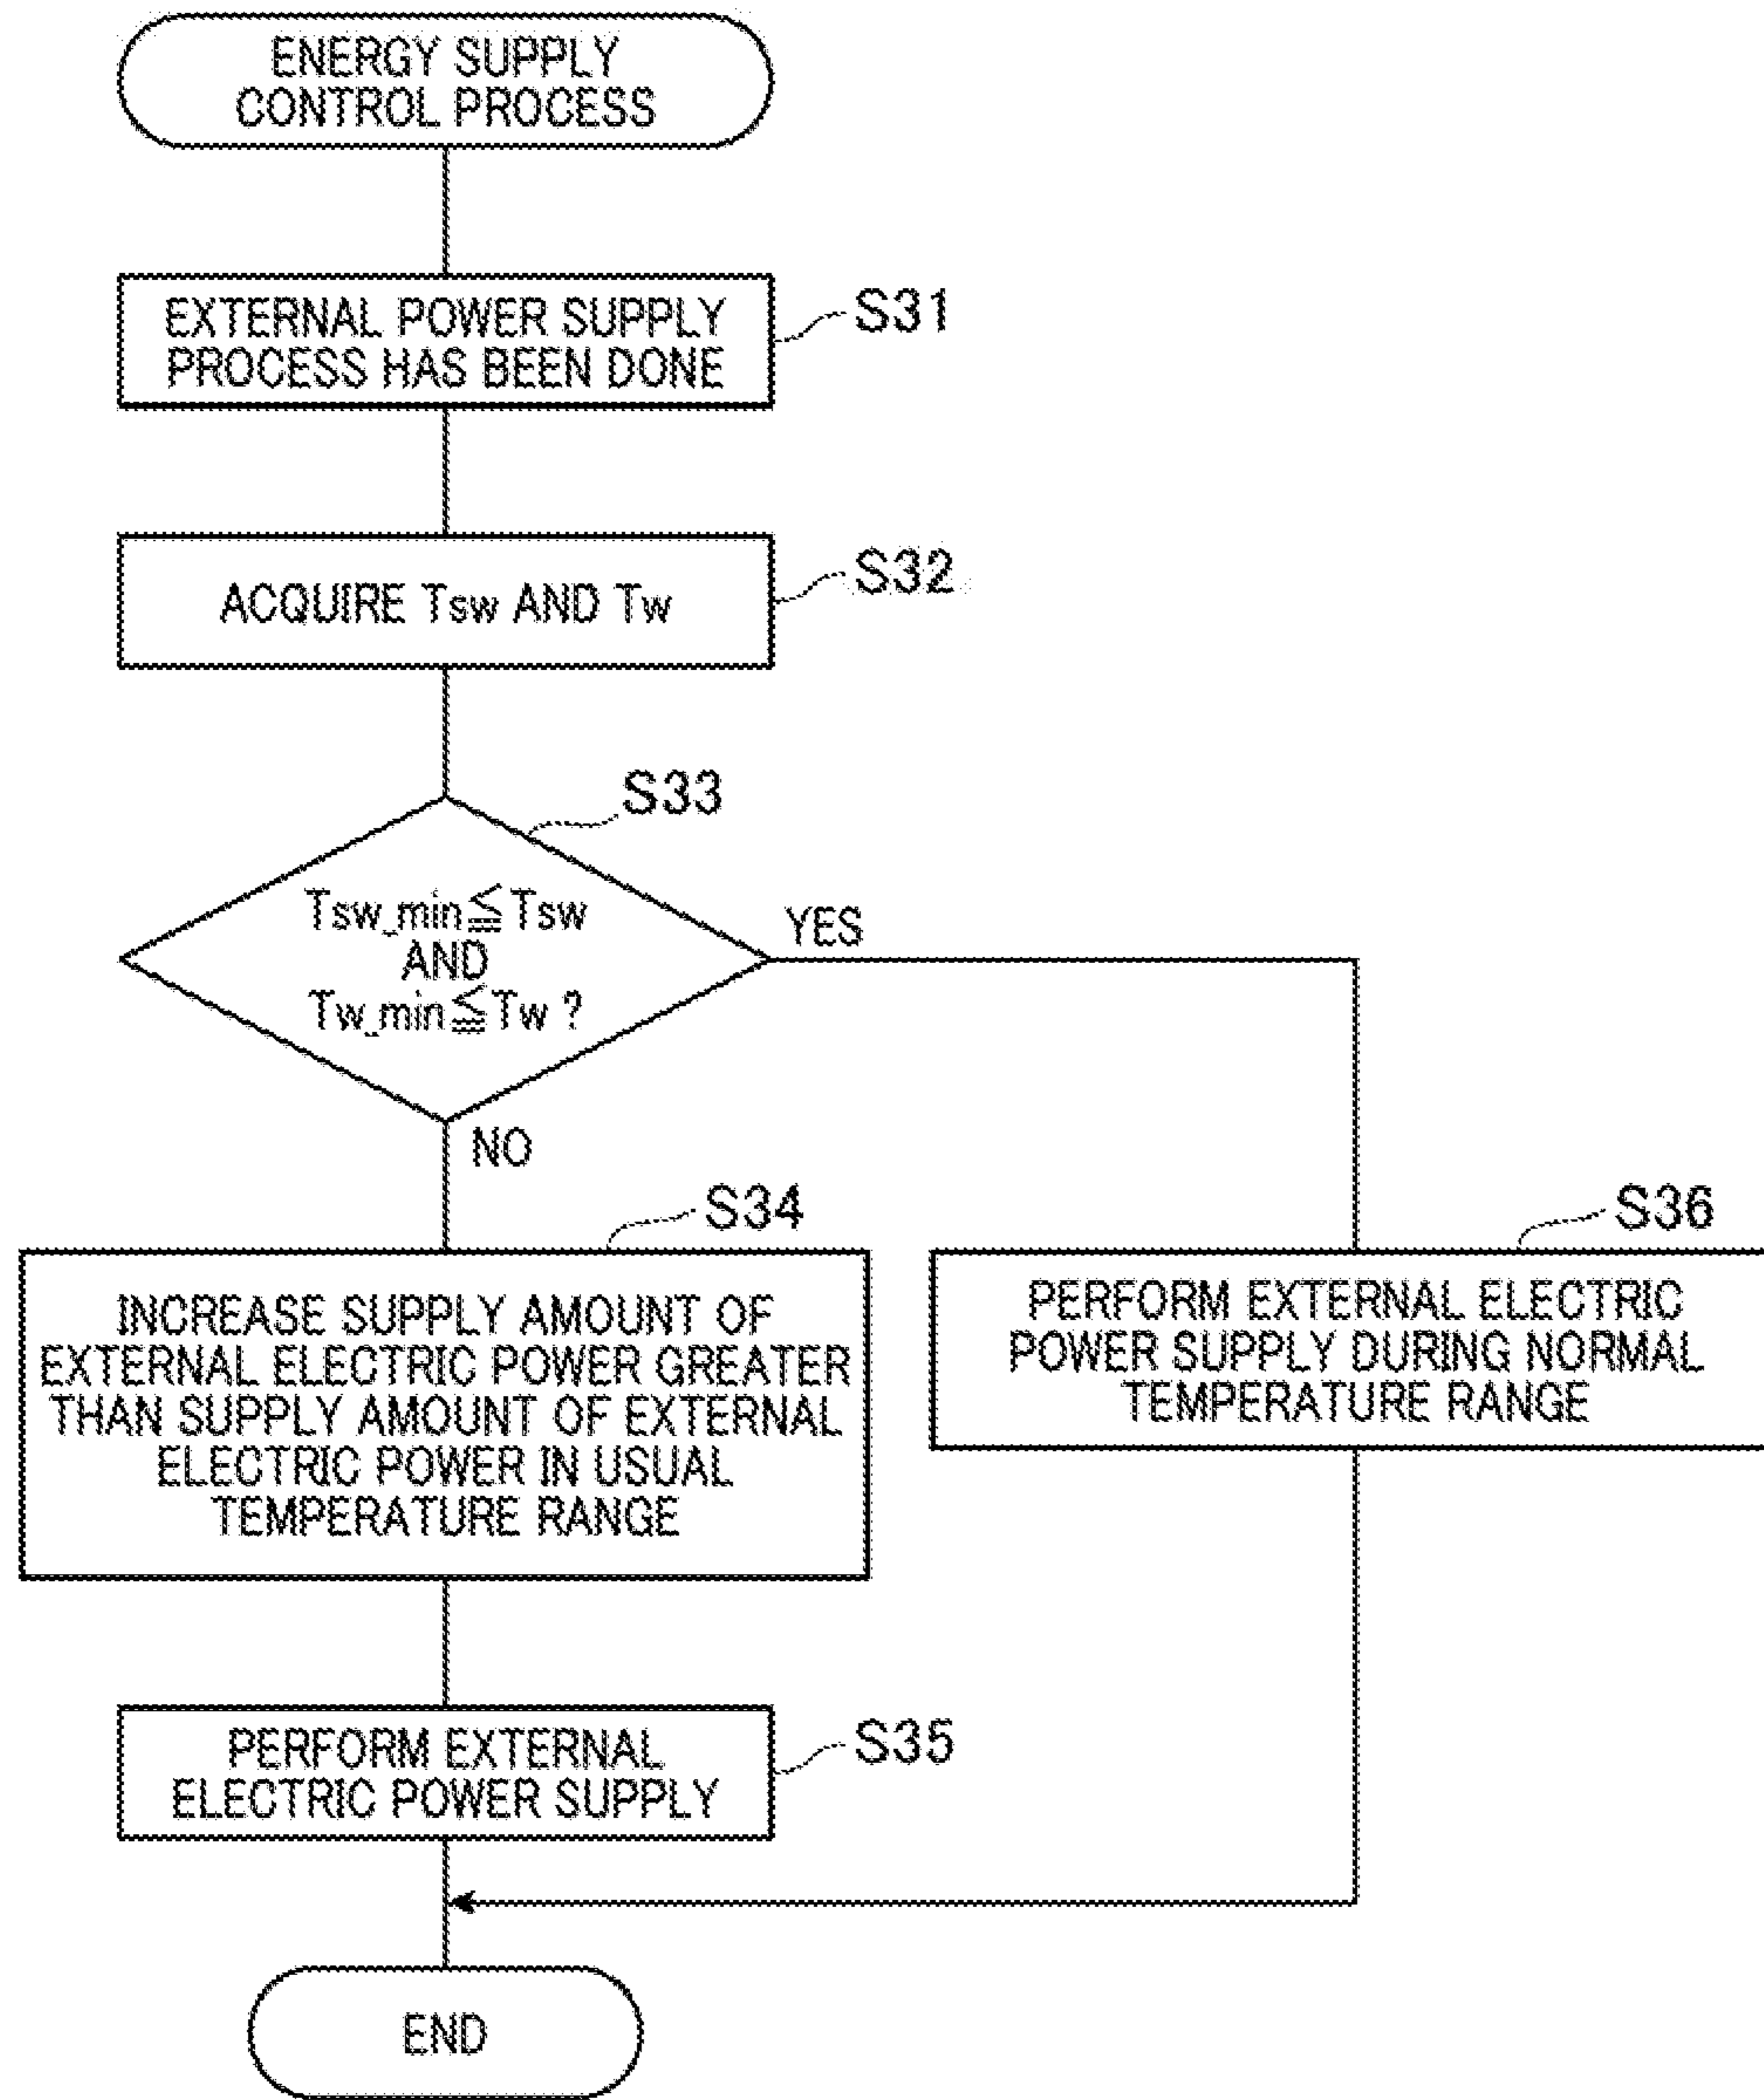 ENERGY SUPPLY
CONTROL PROCESS
EXTERNAL POWER SUPPLY
PROCESS HAS BEEN DONE
S31
ACQUIRE Tsw AND Tw
S32
S33
Tsw_min≦Tsw
AND
Tw_min≦Tw ?
YES
NO
S34
INCREASE SUPPLY AMOUNT OF
EXTERNAL ELECTRIC POWER GREATER
THAN SUPPLY AMOUNT OF EXTERNAL
ELECTRIC POWER IN USUAL
TEMPERATURE RANGE
S36
PERFORM EXTERNAL ELECTRIC
POWER SUPPLY DURING NORMAL
TEMPERATURE RANGE
PERFORM EXTERNAL
ELECTRIC POWER SUPPLY
S35
END